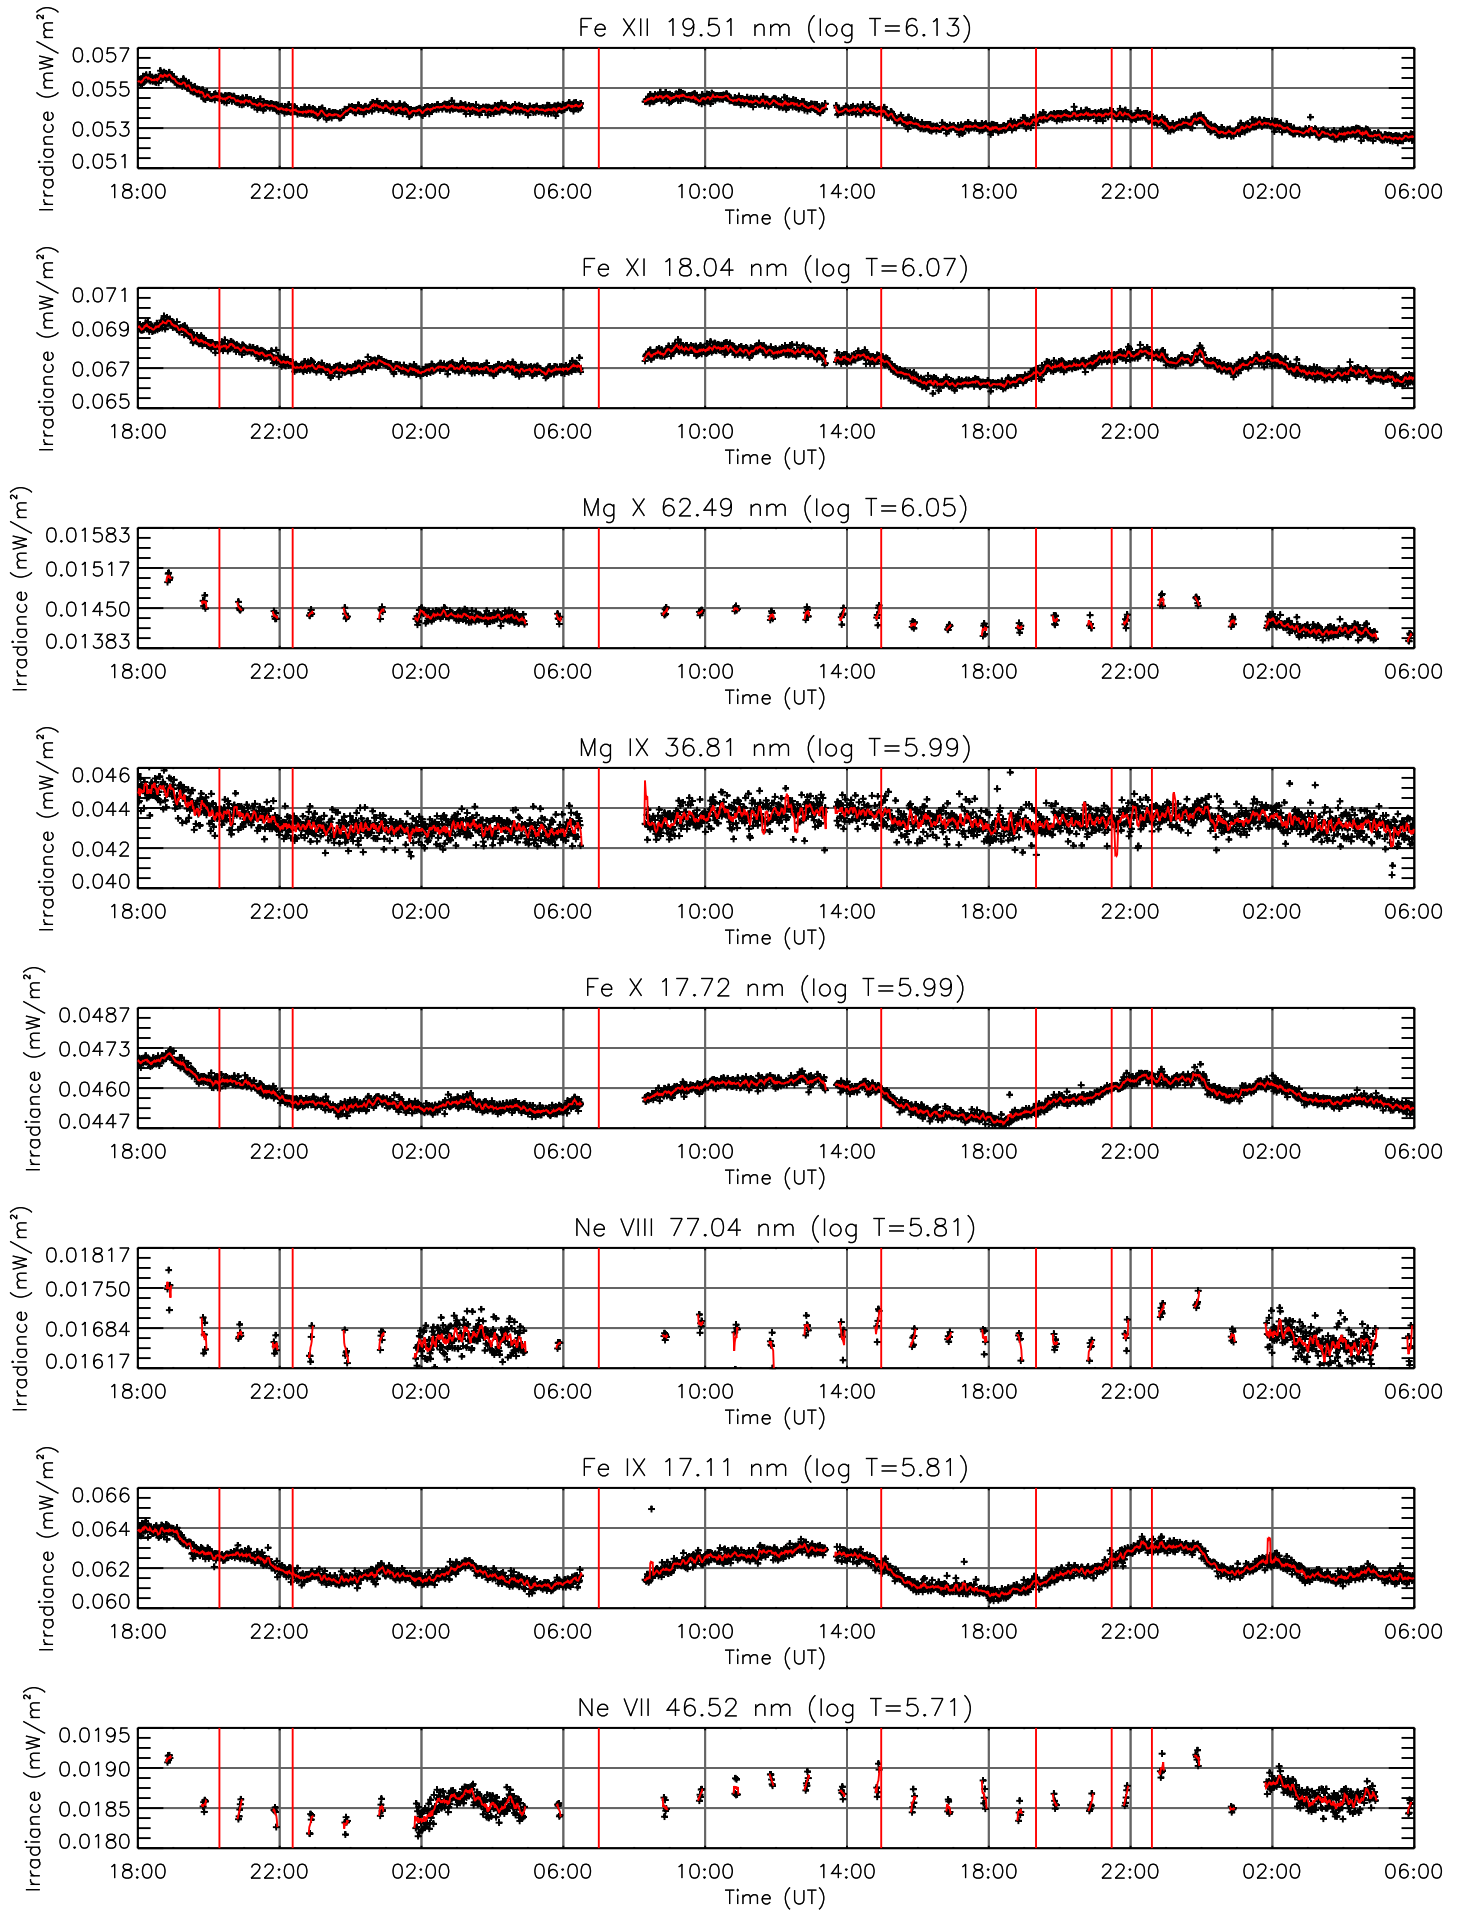 Fe XII 19.51 nm (log T=6.13)
Irradiance (mW/m²)
0.057
0.055
0.053
0.051
18:00 22:00 02:00 06:00 10:00 14:00 18:00 22:00 02:00 06:00
Time (UT)
Fe XI 18.04 nm (log T=6.07)
Irradiance (mW/m²)
0.071
0.069
0.067
0.065
18:00 22:00 02:00 06:00 10:00 14:00 18:00 22:00 02:00 06:00
Time (UT)
Mg X 62.49 nm (log T=6.05)
Irradiance (mW/m²)
0.01583
0.01517
0.01450
0.01383
18:00 22:00 02:00 06:00 10:00 14:00 18:00 22:00 02:00 06:00
Time (UT)
Mg IX 36.81 nm (log T=5.99)
Irradiance (mW/m²)
0.046
0.044
0.042
0.040
18:00 22:00 02:00 06:00 10:00 14:00 18:00 22:00 02:00 06:00
Time (UT)
Fe X 17.72 nm (log T=5.99)
Irradiance (mW/m²)
0.0487
0.0473
0.0460
0.0447
18:00 22:00 02:00 06:00 10:00 14:00 18:00 22:00 02:00 06:00
Time (UT)
Ne VIII 77.04 nm (log T=5.81)
Irradiance (mW/m²)
0.01817
0.01750
0.01684
0.01617
18:00 22:00 02:00 06:00 10:00 14:00 18:00 22:00 02:00 06:00
Time (UT)
Fe IX 17.11 nm (log T=5.81)
Irradiance (mW/m²)
0.066
0.064
0.062
0.060
18:00 22:00 02:00 06:00 10:00 14:00 18:00 22:00 02:00 06:00
Time (UT)
Ne VII 46.52 nm (log T=5.71)
Irradiance (mW/m²)
0.0195
0.0190
0.0185
0.0180
18:00 22:00 02:00 06:00 10:00 14:00 18:00 22:00 02:00 06:00
Time (UT)